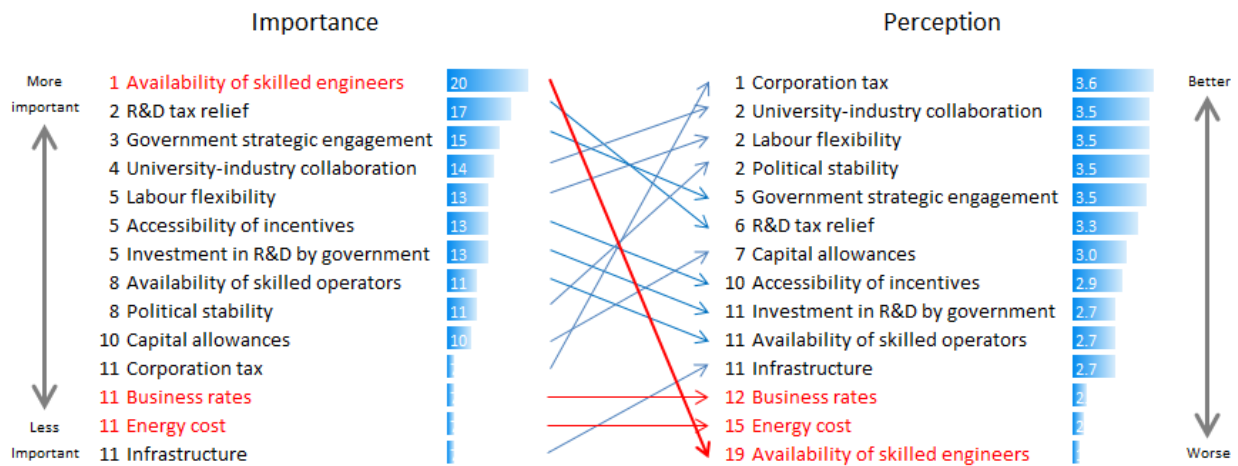 Importance
Perception
More
important
Less
Important
1 Availability of skilled engineers 20
2 R&D tax relief 17
3 Government strategic engagement 15
4 University-industry collaboration 14
5 Labour flexibility 13
5 Accessibility of incentives 13
5 Investment in R&D by government 13
8 Availability of skilled operators 11
8 Political stability 11
10 Capital allowances 10
11 Corporation tax
11 Business rates
11 Energy cost
11 Infrastructure
1 Corporation tax 3.6
2 University-industry collaboration 3.5
2 Labour flexibility 3.5
2 Political stability 3.5
5 Government strategic engagement 3.5
6 R&D tax relief 3.3
7 Capital allowances 3.0
10 Accessibility of incentives 2.9
11 Investment in R&D by government 2.7
11 Availability of skilled operators 2.7
11 Infrastructure 2.7
12 Business rates
15 Energy cost
19 Availability of skilled engineers
Better
Worse